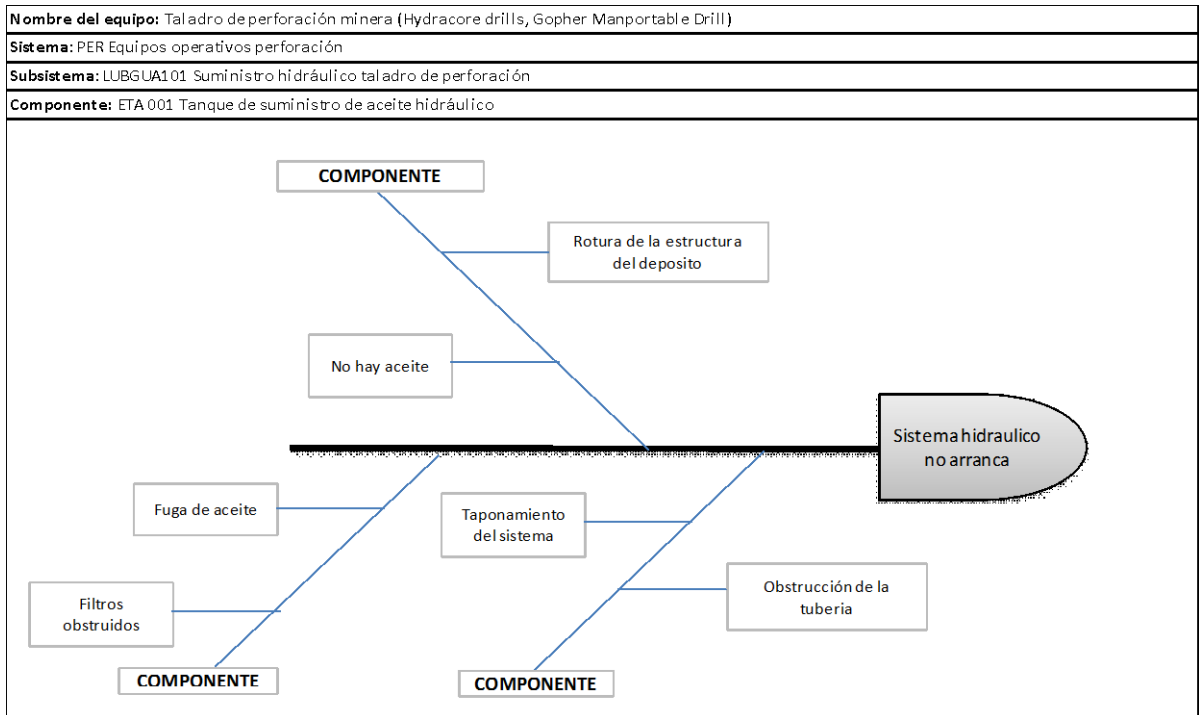 Nombre del equipo: Taladro de perforación minera (Hydracore drills, Gopher Manportable Drill)
Sistema: PER Equipos operativos perforación
Subsistema: LUBGUA101 Suministro hidráulico taladro de perforación
Componente: ETA 001 Tanque de suministro de aceite hidráulico
COMPONENTE
Rotura de la estructura
del deposito
No hay aceite
Sistema hidraulico
no arranca
Fuga de aceite
Taponamiento
del sistema
Filtros
obstruidos
Obstrucción de la
tuberia
COMPONENTE
COMPONENTE